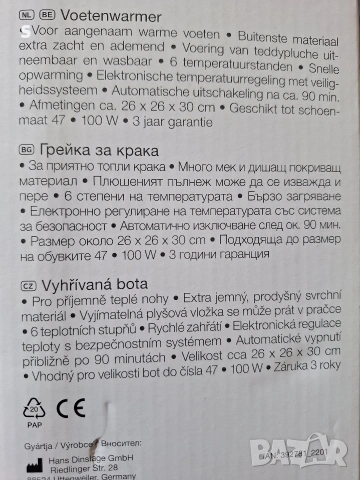 NL BE Voetenwarmer
Voor aangenaam warme voeten • Buitenste materiaal
extra zacht en ademend • Voering van teddypluche uit-
neembaar en wasbaar • 6 temperatuurstanden • Snelle
opwarming • Elektronische temperatuurregeling met veilig-
heidssysteem • Automatische uitschakeling na ca. 90 min.
• Afmetingen ca. 26 x 26 x 30 cm • Geschikt tot schoen-
maat 47 • 100 W • 3 jaar garantie
BG Грейка за крака
• За приятно топли крака • Много мек и дишащ покриващ
материал • Плюшеният пълнеж може да се изважда и
пере • 6 степени на температурата • Бързо загряване
• Електронно регулиране на температурата със система
за безопасност • Автоматично изключване след ок. 90 мин.
• Размер около 26 x 26 x 30 cm • Подходяща до размер
на обувките 47 • 100 W • 3 години гаранция
CZ Vyhřívaná bota
• Pro příjemně teplé nohy • Extra jemný, prodyšný svrchní
materiál • Vyjímatelná plyšová vložka se může prát v pračce
• 6 teplotních stupňů • Rychlé zahřátí • Elektronická regulace
teploty s bezpečnostním systémem • Automatické vypnutí
přibližně po 90 minutách • Velikost cca 26 x 26 x 30 cm
• Vhodný pro velikosti bot do čísla 47 • 100 W • Záruka 3 roky
20
PAP
CE
Gyártja / Výrobce / Вносител:
Hans Dinslage GmbH
Riedlinger Str. 28
88524 Uttenweiler, Germany
IAN: 392781_2201
bazar